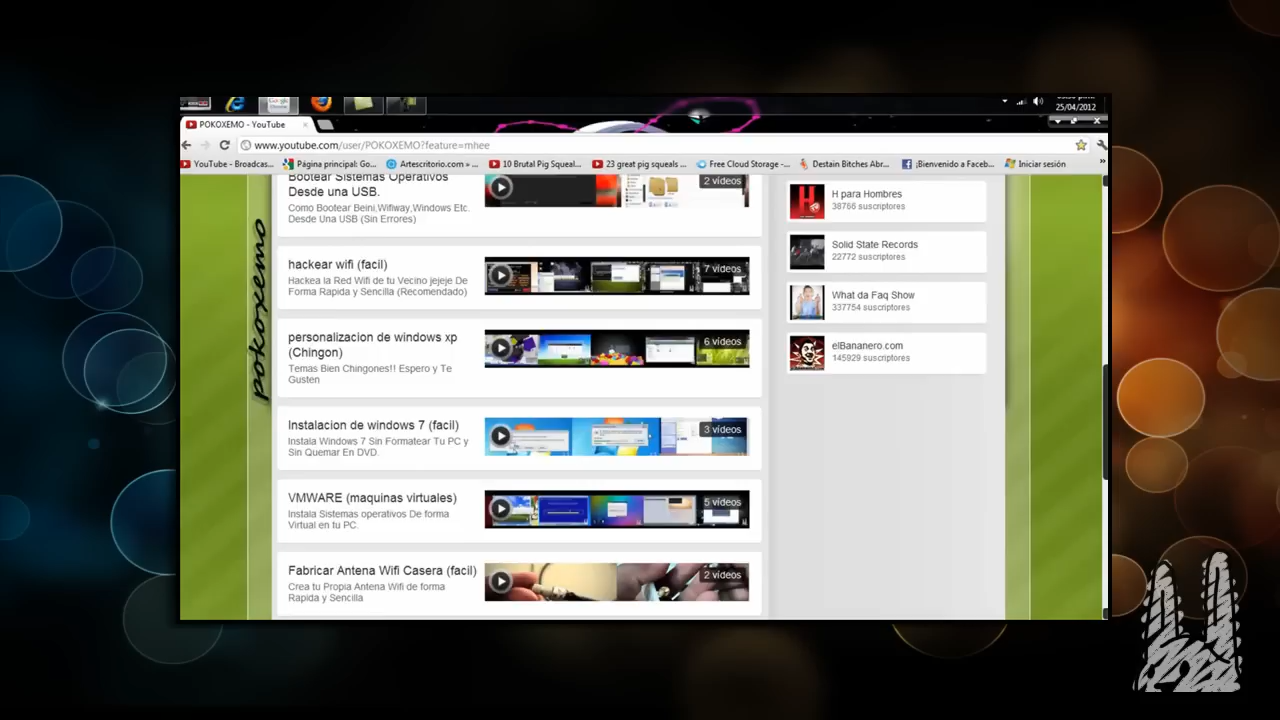 25/04/2012
POKOXEMO - YouTube
www.youtube.com/user/POKOXEMO?feature=mhee
YouTube - Broadcas...
Página principal: Go...
Artescritorio.com » ...
10 Brutal Pig Squeal...
23 great pig squeals ...
Free Cloud Storage -...
Destain Bitches Abr...
¡Bienvenido a Faceb...
Iniciar sesión
»
pokoxemo
Bootear Sistemas Operativos
Desde una USB.
Como Bootear Beini,Wifiway,Windows Etc.
Desde Una USB (Sin Errores)
2 vídeos
hackear wifi (facil)
Hackea la Red Wifi de tu Vecino jejeje De
Forma Rapida y Sencilla (Recomendado)
7 vídeos
personalizacion de windows xp
(Chingon)
Temas Bien Chingones!! Espero y Te
Gusten
6 vídeos
Instalacion de windows 7 (facil)
Instala Windows 7 Sin Formatear Tu PC y
Sin Quemar En DVD.
3 vídeos
VMWARE (maquinas virtuales)
Instala Sistemas operativos De forma
Virtual en tu PC.
5 vídeos
Fabricar Antena Wifi Casera (facil)
Crea tu Propia Antena Wifi de forma
Rapida y Sencilla
2 vídeos
H para Hombres
38766 suscriptores
Solid State Records
22772 suscriptores
What da Faq Show
337754 suscriptores
elBananero.com
145929 suscriptores